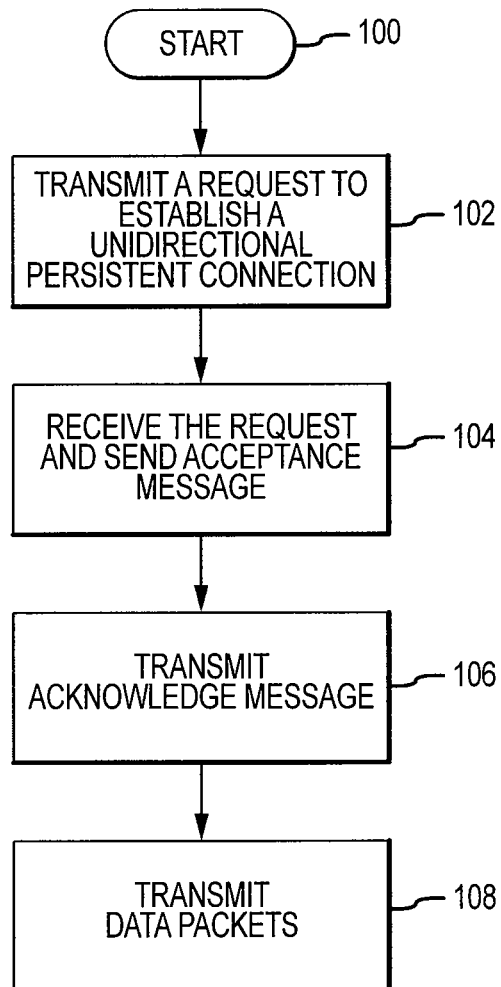 START
100
TRANSMIT A REQUEST TO
ESTABLISH A
UNIDIRECTIONAL
PERSISTENT CONNECTION
102
RECEIVE THE REQUEST
AND SEND ACCEPTANCE
MESSAGE
104
TRANSMIT
ACKNOWLEDGE MESSAGE
106
TRANSMIT
DATA PACKETS
108